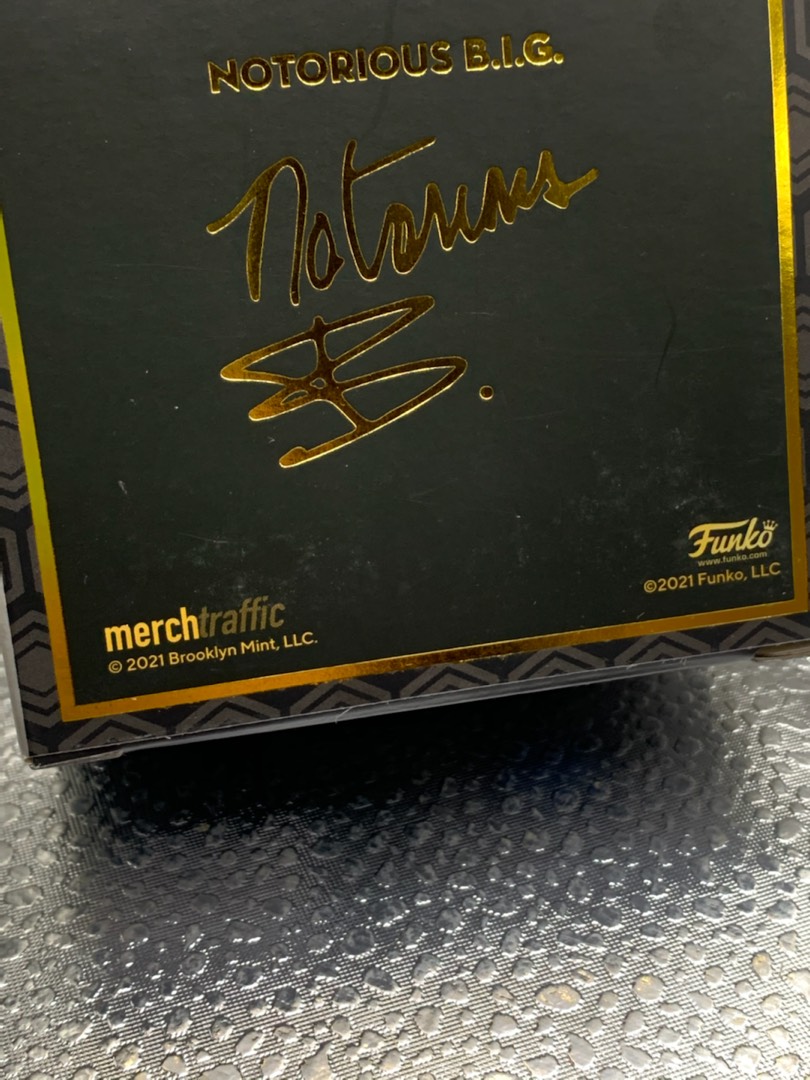 NOTORIOUS B.I.G.
Notorious
B.
Funko
www.funko.com
©2021 Funko, LLC
merchtraffic
© 2021 Brooklyn Mint, LLC.